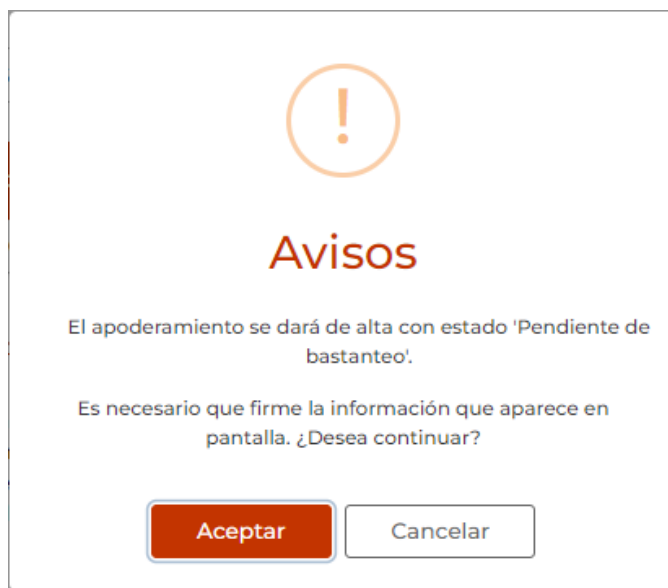 !
Avisos
El apoderamiento se dará de alta con estado 'Pendiente de
bastanteo'.
Es necesario que firme la información que aparece en
pantalla. ¿Desea continuar?
Aceptar
Cancelar